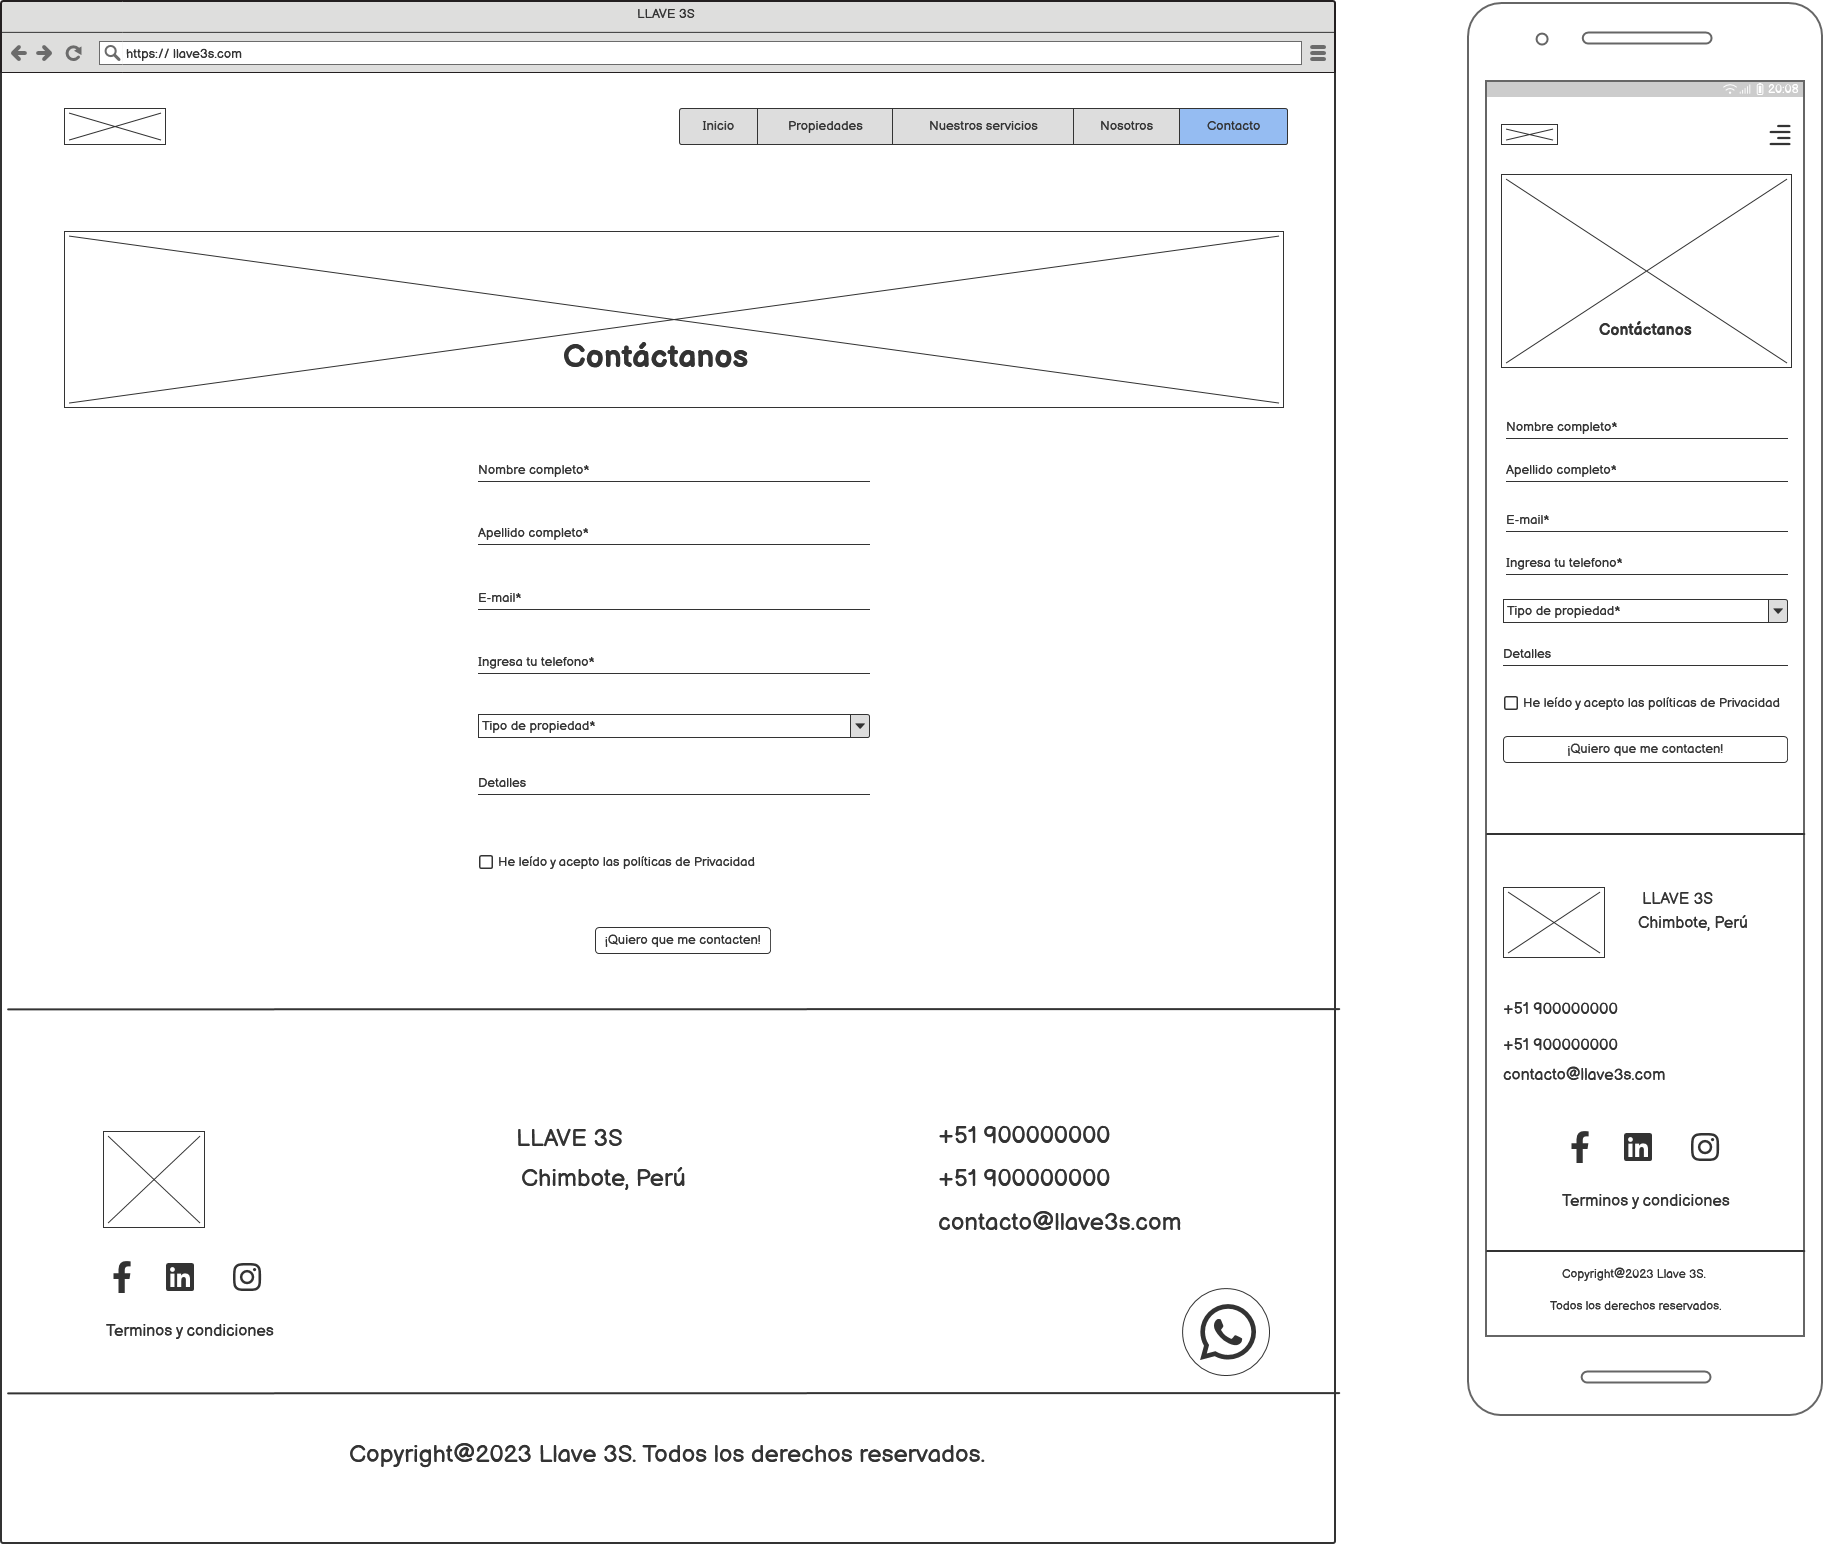 LLAVE 3S
https:// llave3s.com
Inicio Propiedades Nuestros servicios Nosotros Contacto
Contáctanos
Nombre completo*
Apellido completo*
E-mail*
Ingresa tu telefono*
Tipo de propiedad*
Detalles
He leído y acepto las políticas de Privacidad
¡Quiero que me contacten!
LLAVE 3S
Chimbote, Perú
+51 900000000
+51 900000000
contacto@llave3s.com
Terminos y condiciones
Copyright@2023 Llave 3S. Todos los derechos reservados.
20:08
Contáctanos
Nombre completo*
Apellido completo*
E-mail*
Ingresa tu telefono*
Tipo de propiedad*
Detalles
He leído y acepto las políticas de Privacidad
¡Quiero que me contacten!
LLAVE 3S
Chimbote, Perú
+51 900000000
+51 900000000
contacto@llave3s.com
Terminos y condiciones
Copyright@2023 Llave 3S.
Todos los derechos reservados.